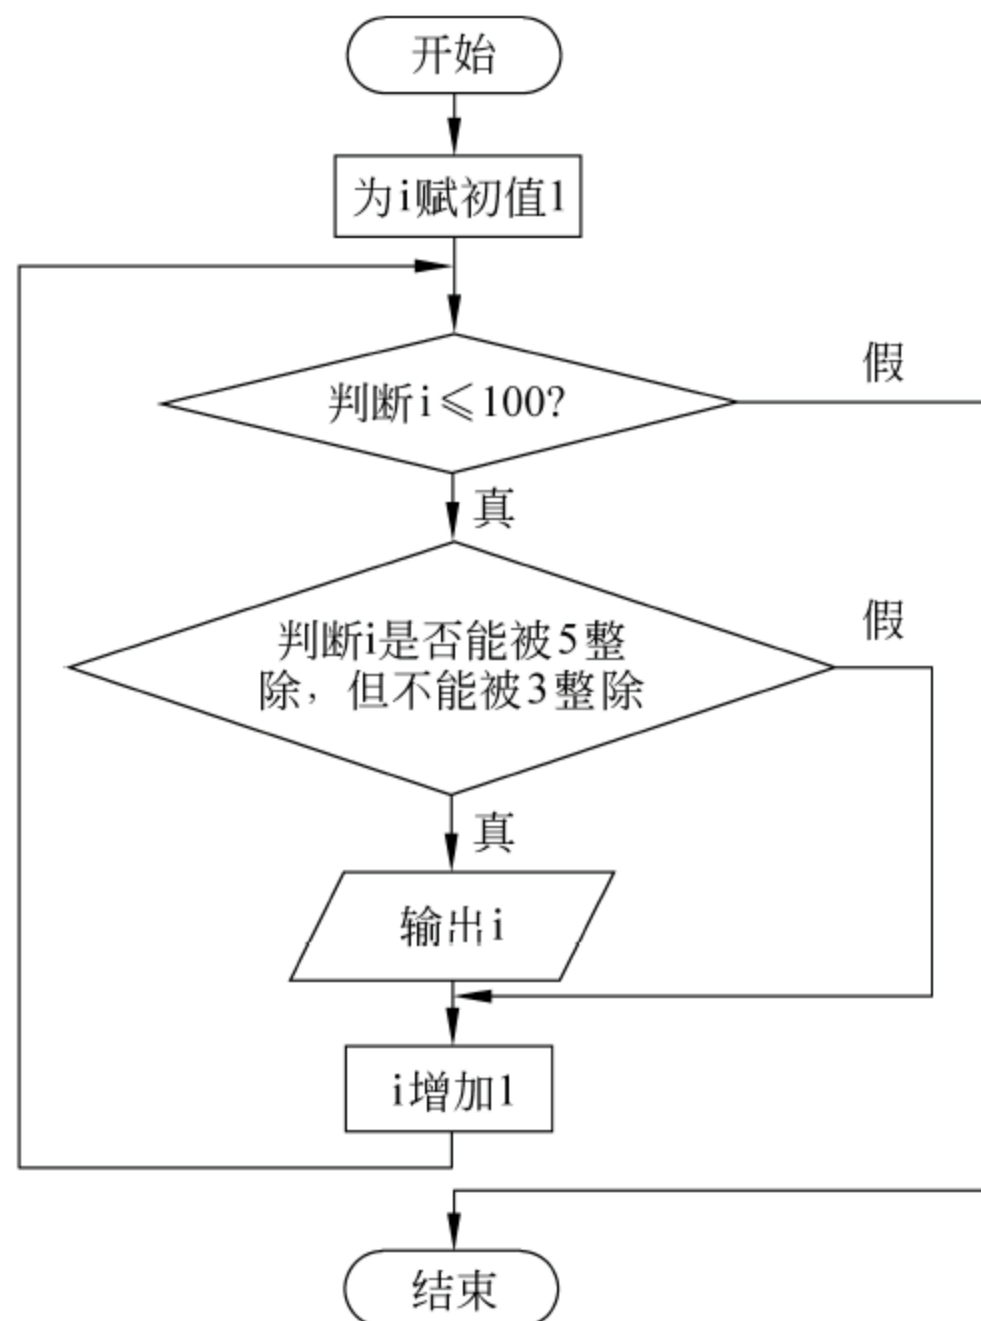 开始
为i赋初值1
判断i≤100?
假
真
判断i是否能被5整
除，但不能被3整除
假
真
输出i
i增加1
结束